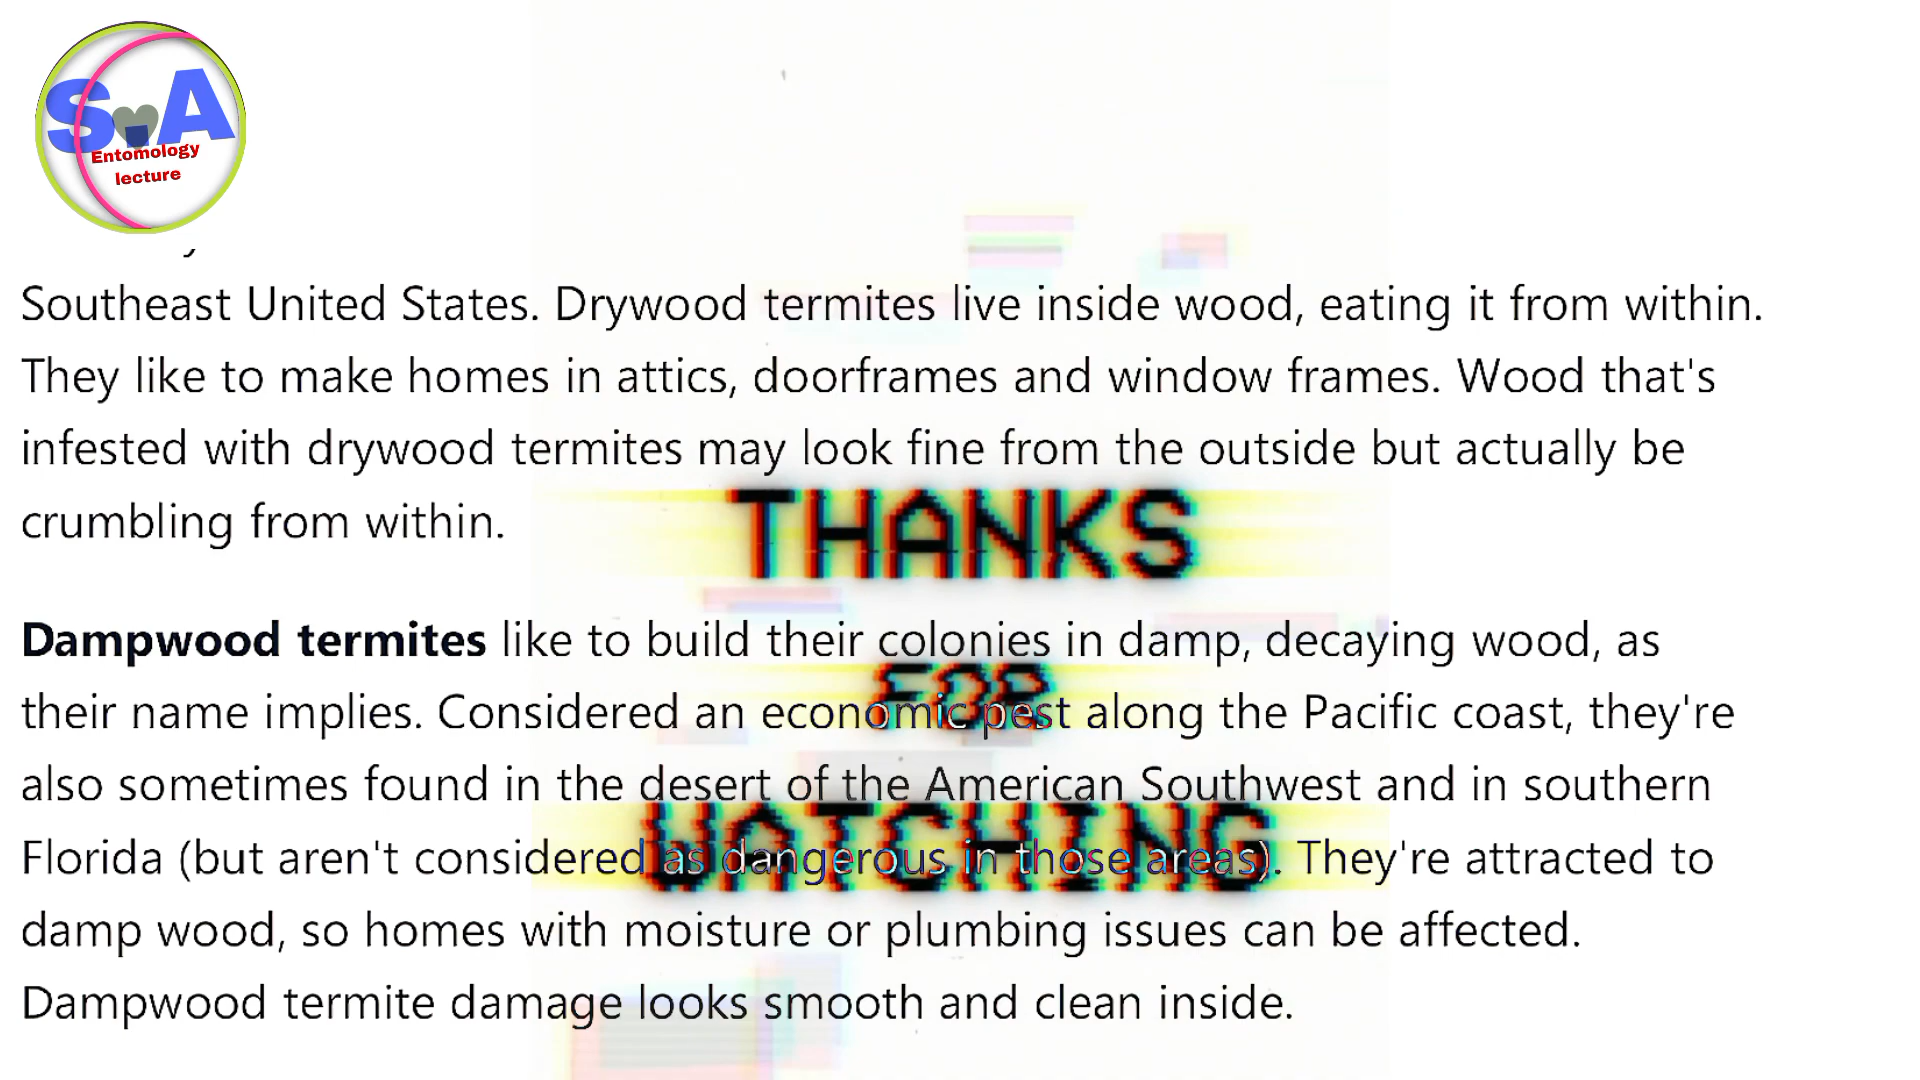 S A
Entomology
lecture
Southeast United States. Drywood termites live inside wood, eating it from within.
They like to make homes in attics, doorframes and window frames. Wood that's
infested with drywood termites may look fine from the outside but actually be
crumbling from within.
THANKS
Dampwood termites like to build their colonies in damp, decaying wood, as
FOR
their name implies. Considered an economic pest along the Pacific coast, they're
also sometimes found in the desert of the American Southwest and in southern
WATCHING
Florida (but aren't considered as dangerous in those areas). They're attracted to
damp wood, so homes with moisture or plumbing issues can be affected.
Dampwood termite damage looks smooth and clean inside.